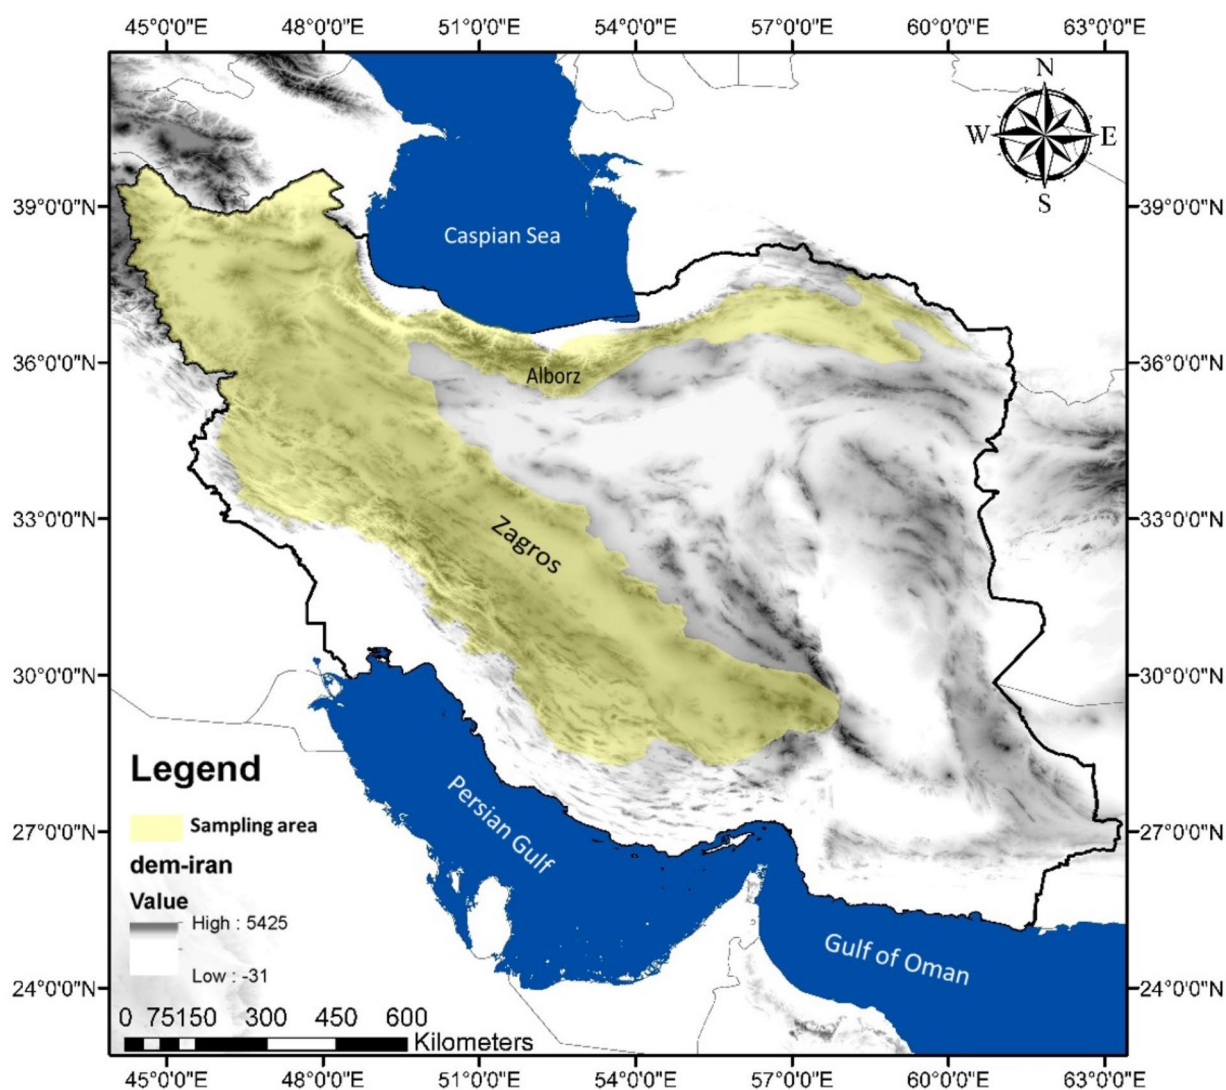 45°0'0"E 48°0'0"E 51°0'0"E 54°0'0"E 57°0'0"E 60°0'0"E 63°0'0"E
N
W E
S
39°0'0"N 39°0'0"N
Caspian Sea
36°0'0"N 36°0'0"N
Alborz
33°0'0"N 33°0'0"N
Zagros
30°0'0"N 30°0'0"N
Legend
Sampling area
dem-iran
Value
High : 5425
Low : -31
Persian Gulf
27°0'0"N 27°0'0"N
Gulf of Oman
24°0'0"N 24°0'0"N
0 75150 300 450 600
Kilometers
45°0'0"E 48°0'0"E 51°0'0"E 54°0'0"E 57°0'0"E 60°0'0"E 63°0'0"E